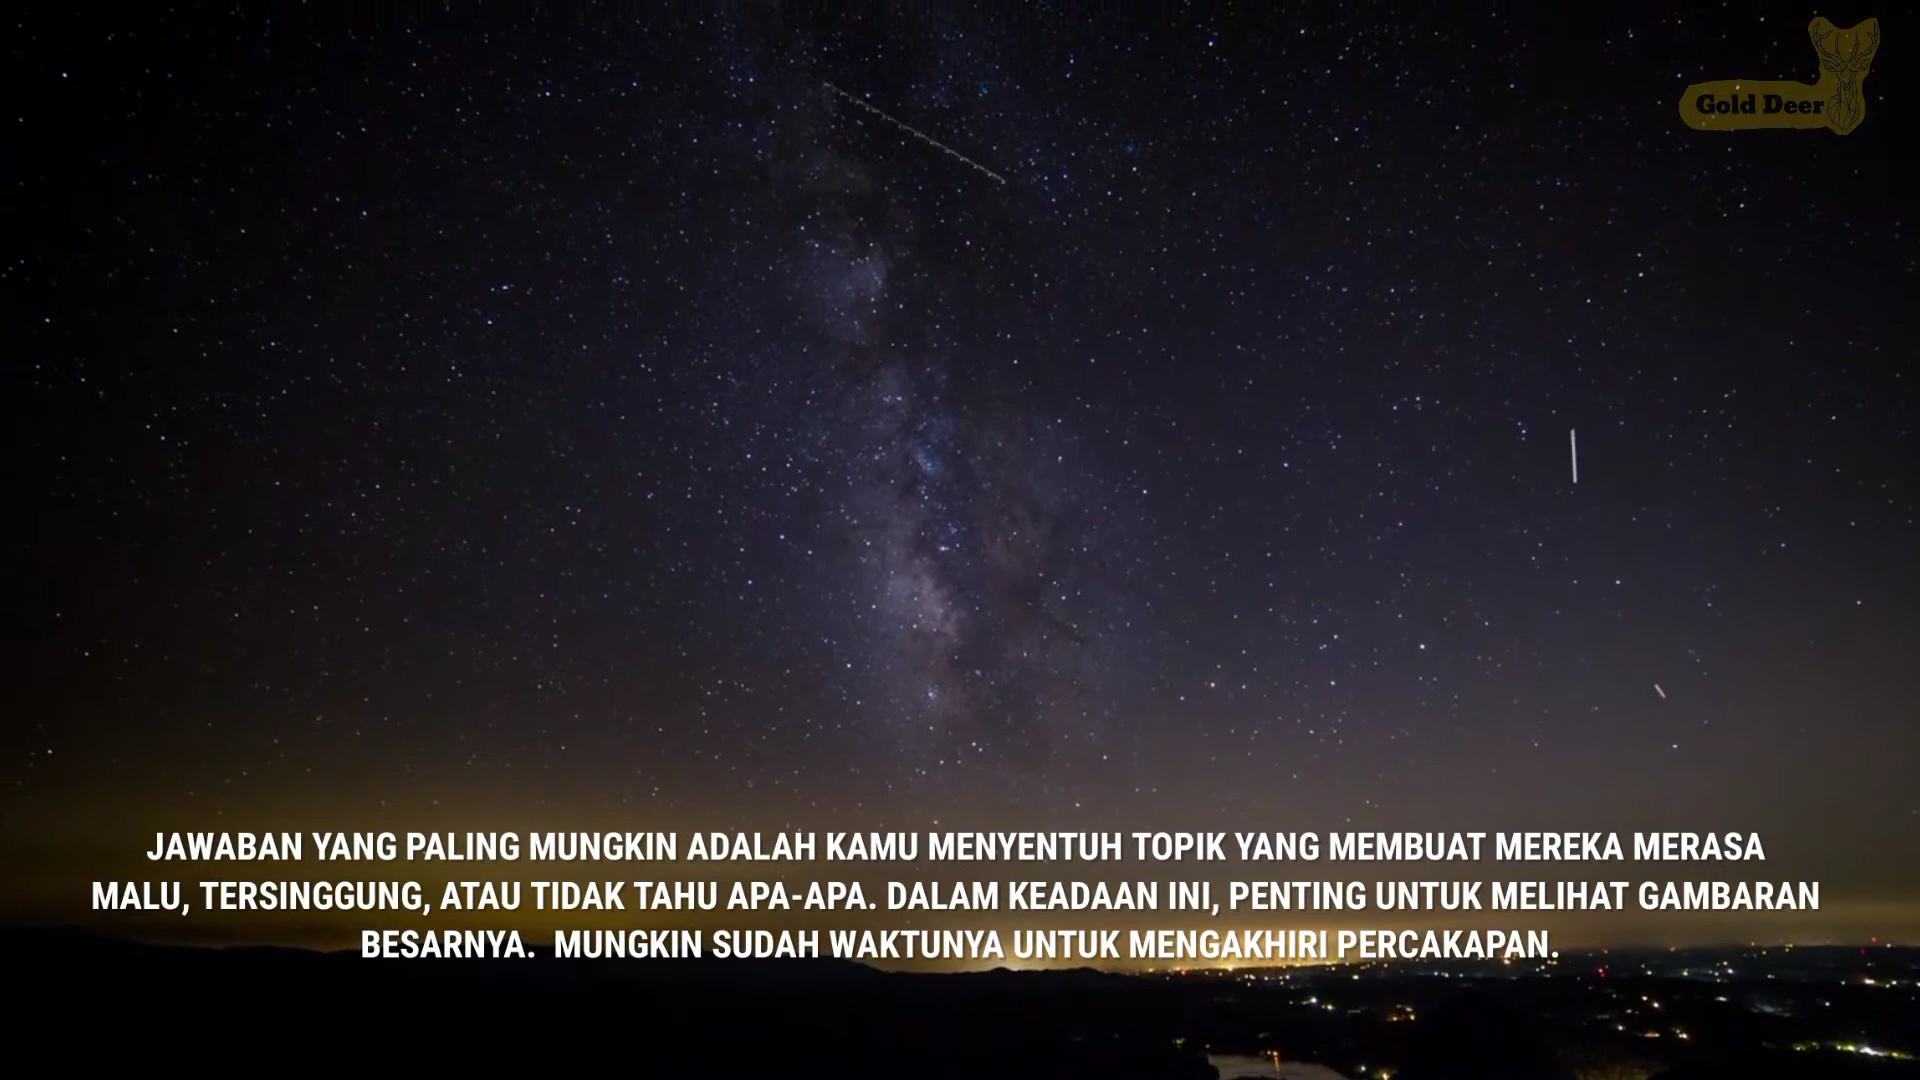 Gold Deer
JAWABAN YANG PALING MUNGKIN ADALAH KAMU MENYENTUH TOPIK YANG MEMBUAT MEREKA MERASA
MALU, TERSINGGUNG, ATAU TIDAK TAHU APA-APA. DALAM KEADAAN INI, PENTING UNTUK MELIHAT GAMBARAN
BESARNYA.  MUNGKIN SUDAH WAKTUNYA UNTUK MENGAKHIRI PERCAKAPAN.